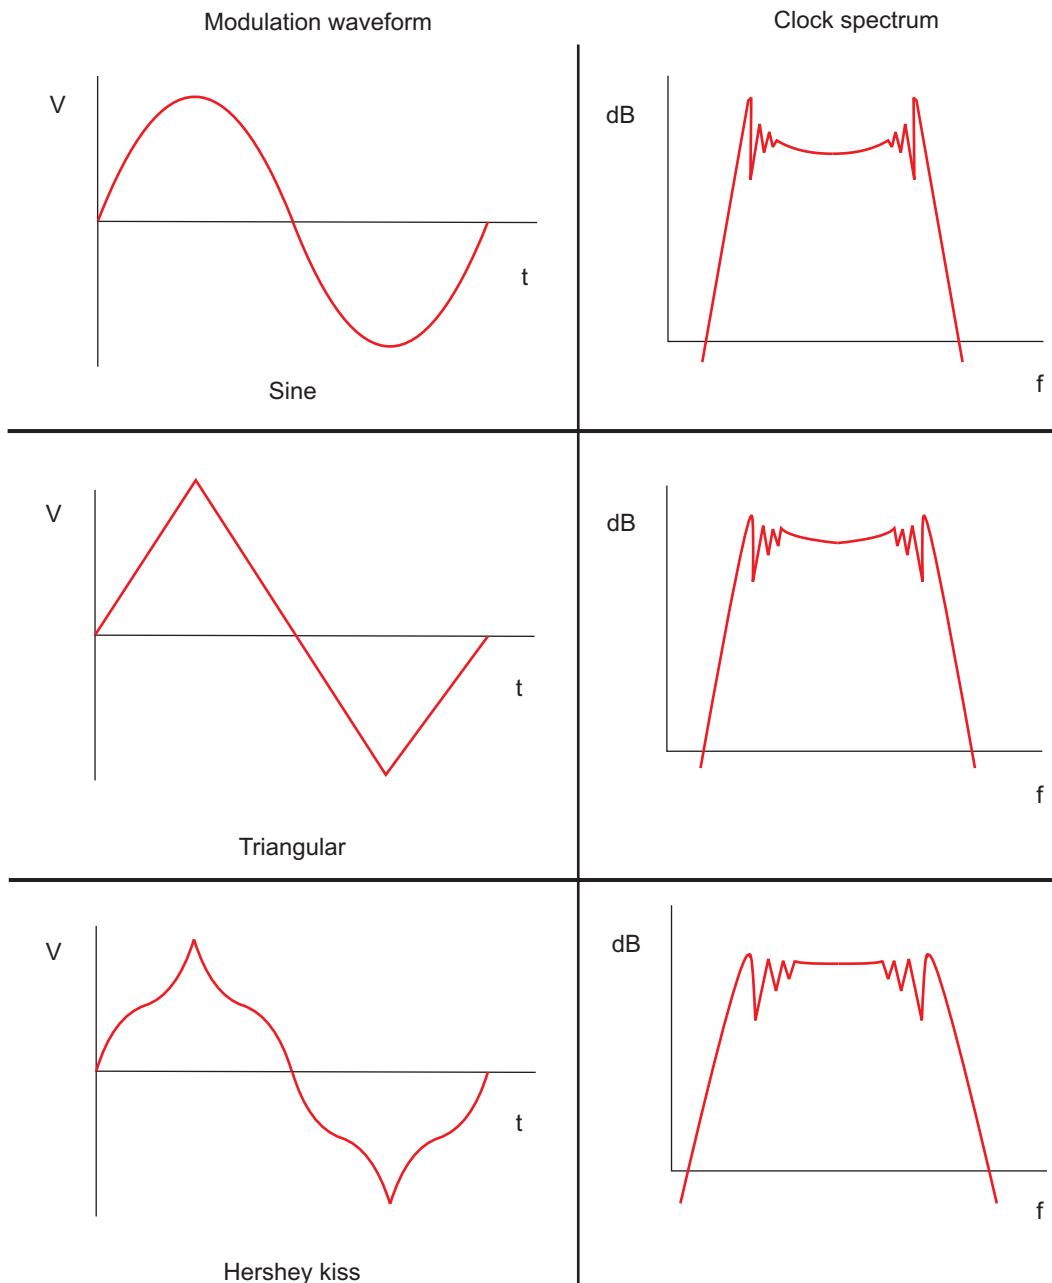 Modulation waveform
Clock spectrum
V
t
Sine
dB
f
V
t
Triangular
dB
f
V
t
Hershey kiss
dB
f